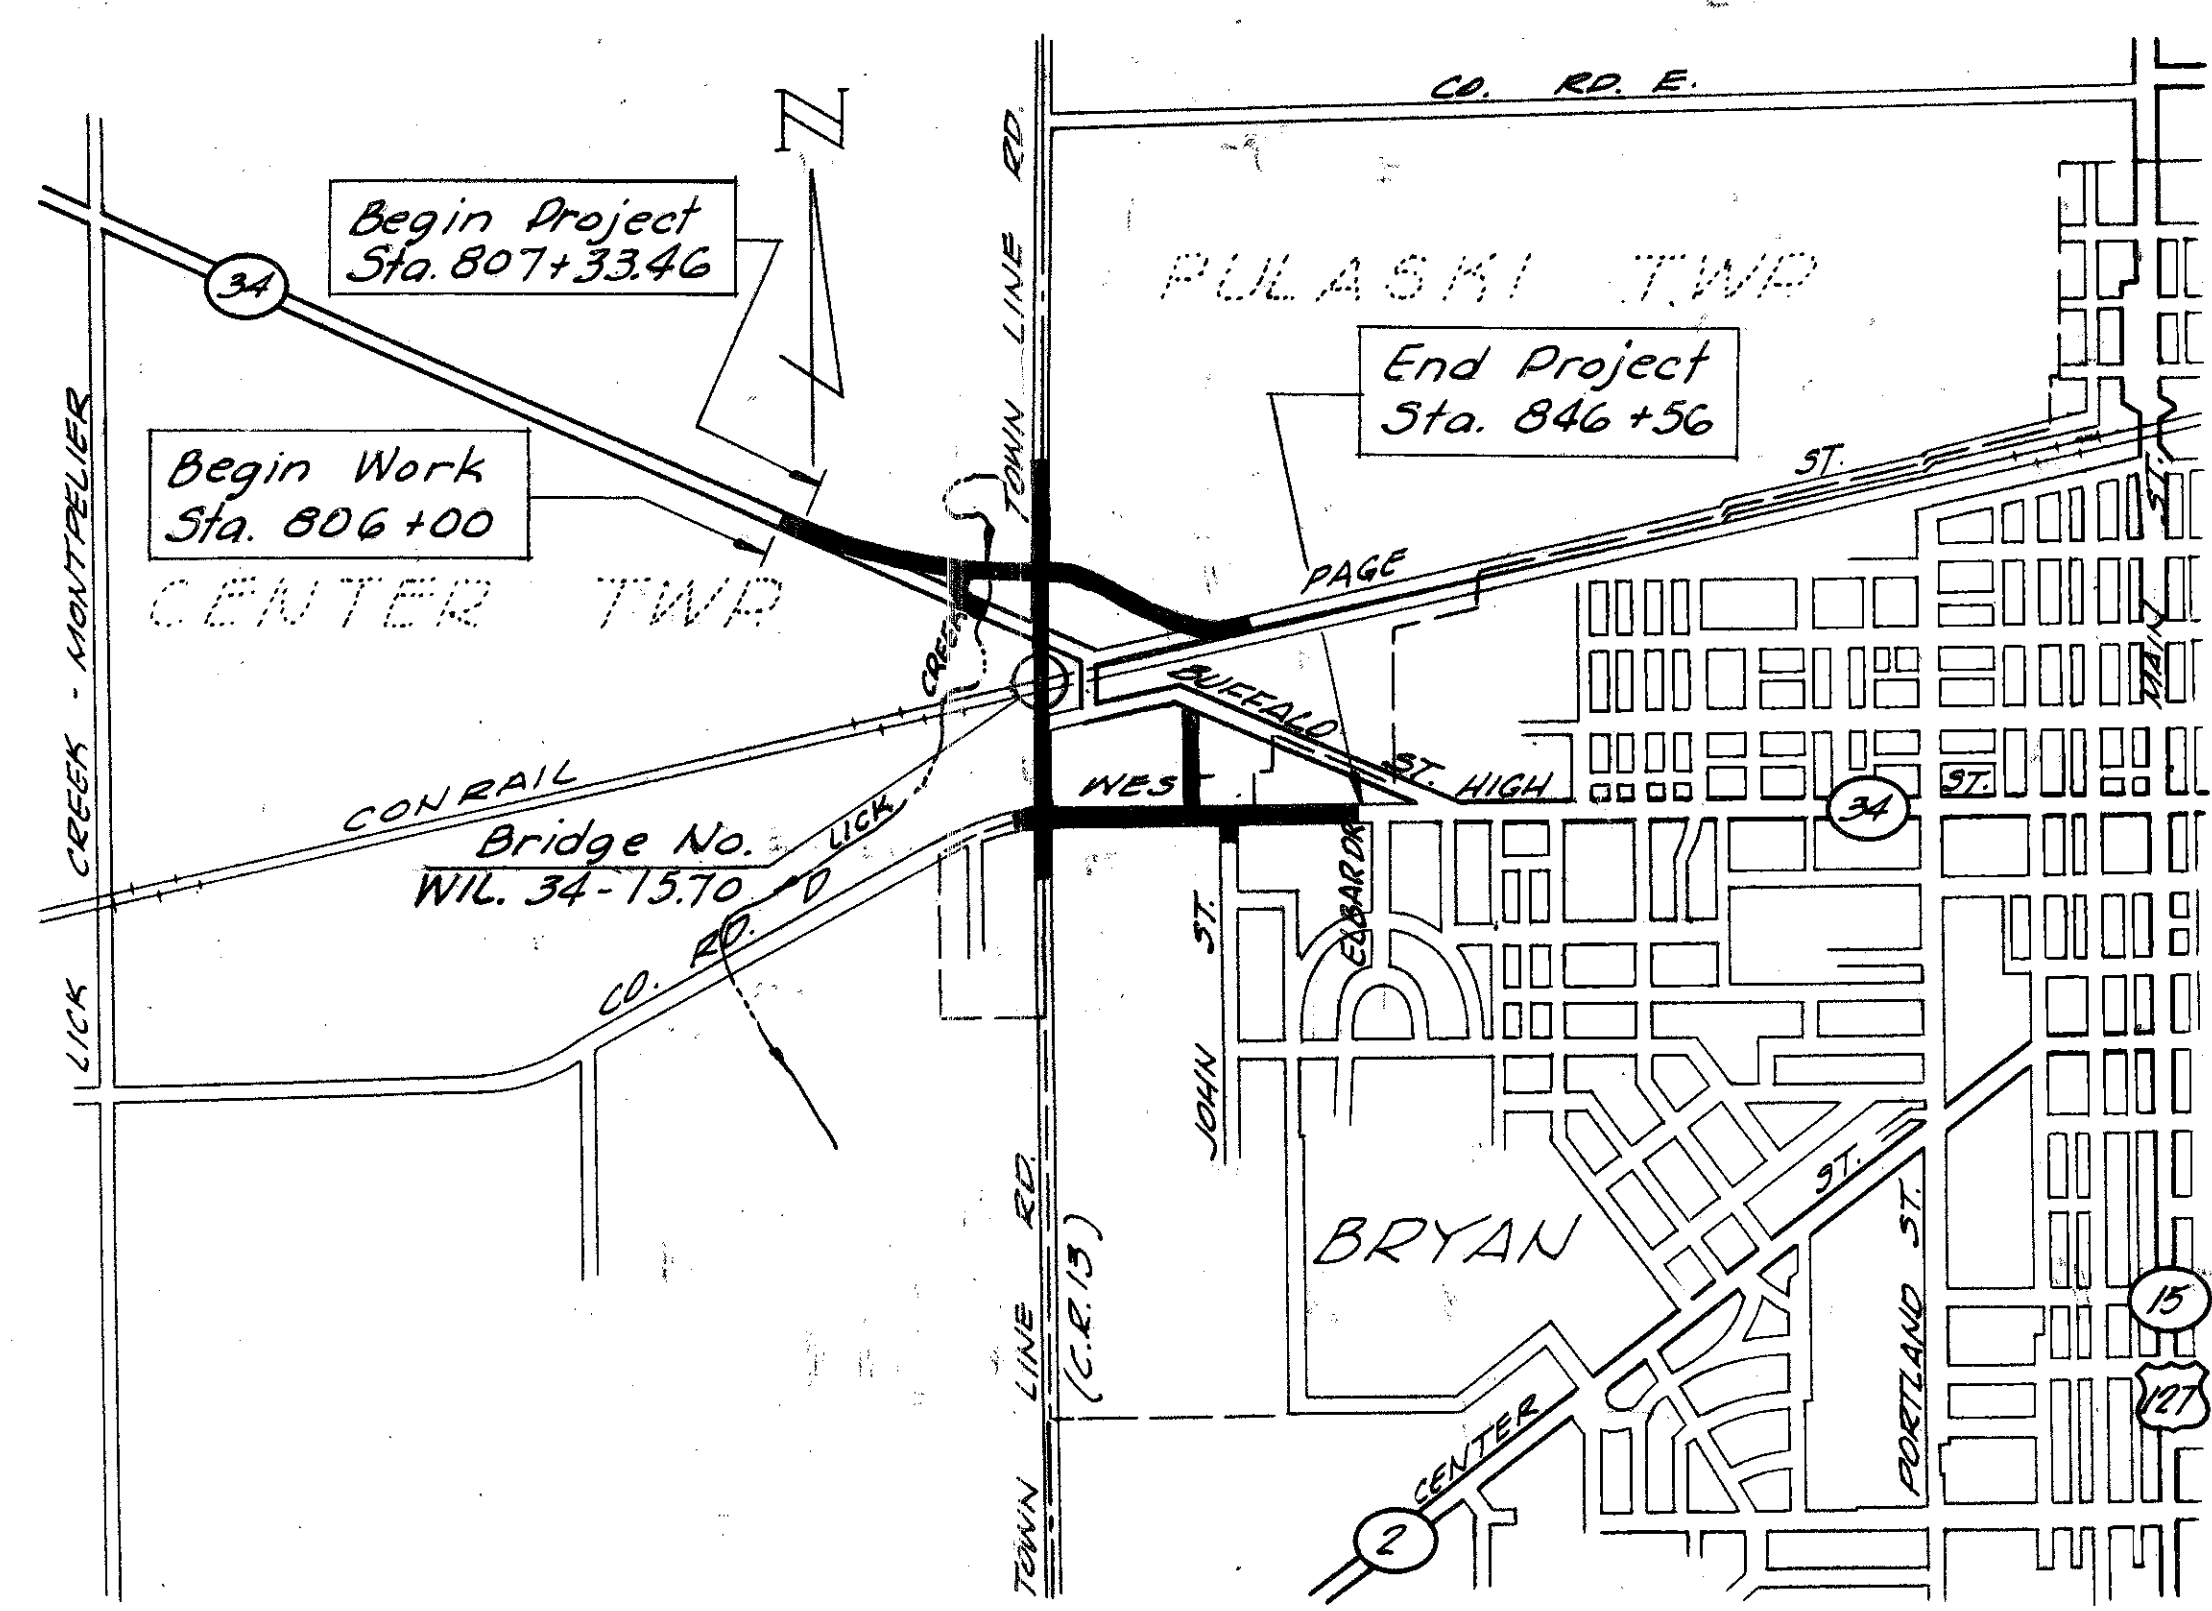 CO. RD. E.
N
TOWN LINE RD.
Begin Project
Sta. 807+33.46
34
PULASKI TWP
End Project
Sta. 846+56
LICK CREEK - MONTPELIER
Begin Work
Sta. 806+00
CENTER TWP
PAGE ST.
MAIN ST.
CREEK
BUFFALO ST.
CONRAIL
WES
HIGH ST.
34
LICK
Bridge No.
WIL. 34-15.70
CO. RD. D
ELBAR DR.
JOHN ST.
TOWN LINE RD.
(C.R. 13)
BRYAN
ST.
PORTLAND ST.
15
127
CENTER
2
TOWN